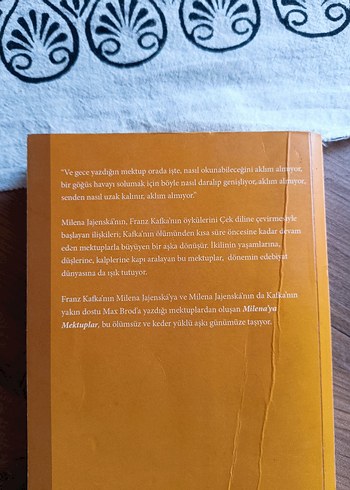 "Ve gece yazdığın mektup orada işte, nasıl okunabileceğini aklım almıyor,
bir göğüs havayı solumak için böyle nasıl daralıp genişliyor, aklım almıyor,
senden nasıl uzak kalınır, aklım almıyor."
Milena Jajenská'nın, Franz Kafka'nın öykülerini Çek diline çevirmesiyle
başlayan ilişkileri; Kafka'nın ölümünden kısa süre öncesine kadar devam
eden mektuplarla büyüyen bir aşka dönüşür. İkilinin yaşamlarına,
düşlerine, kalplerine kapı aralayan bu mektuplar, dönemin edebiyat
dünyasına da ışık tutuyor.
Franz Kafka'nın Milena Jajenská'ya ve Milena Jajenská'nın da Kafka'nın
yakın dostu Max Brod'a yazdığı mektuplardan oluşan Milena'ya
Mektuplar, bu ölümsüz ve keder yüklü aşkı günümüze taşıyor.